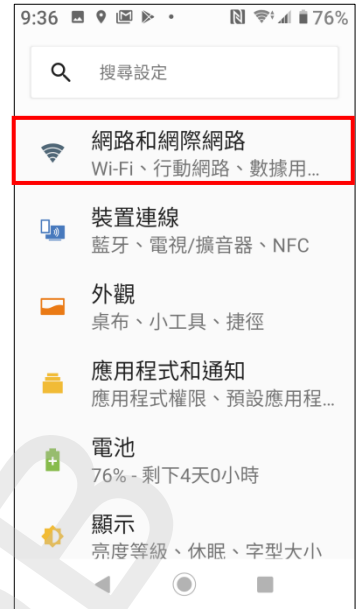 9:36 76%
搜尋設定
網路和網際網路
Wi-Fi、行動網路、數據用...
裝置連線
藍牙、電視/擴音器、NFC
外觀
桌布、小工具、捷徑
應用程式和通知
應用程式權限、預設應用程...
電池
76% - 剩下4天0小時
顯示
亮度等級、休眠、字型大小